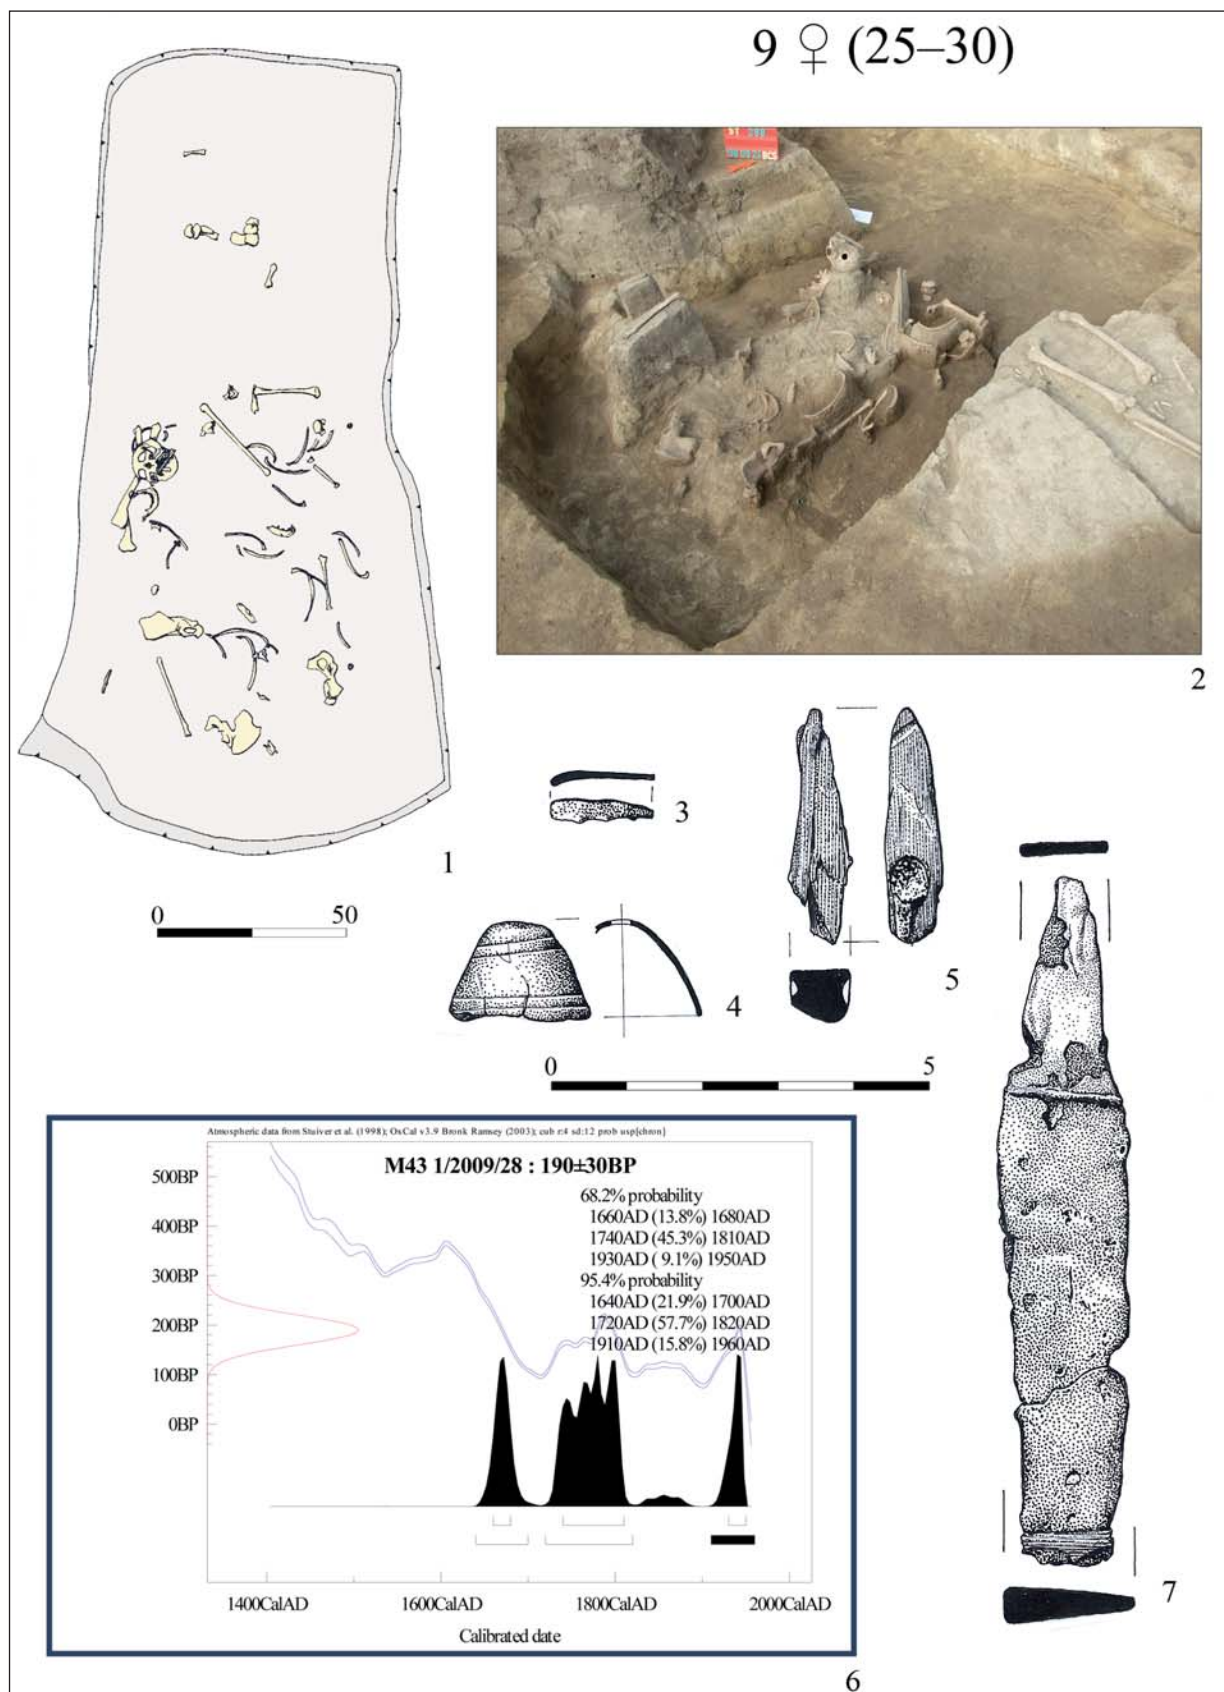 9 ♀ (25–30)
2
1
0 50
3
4
5
0 5
7
Atmospheric data from Stuiver et al. (1998); OxCal v3.9 Bronk Ramsey (2003); cub r:4 sd:12 prob usp[chron]
M43 1/2009/28 : 190±30BP
68.2% probability
1660AD (13.8%) 1680AD
1740AD (45.3%) 1810AD
1930AD ( 9.1%) 1950AD
95.4% probability
1640AD (21.9%) 1700AD
1720AD (57.7%) 1820AD
1910AD (15.8%) 1960AD
500BP
400BP
300BP
200BP
100BP
0BP
1400CalAD 1600CalAD 1800CalAD 2000CalAD
Calibrated date
6